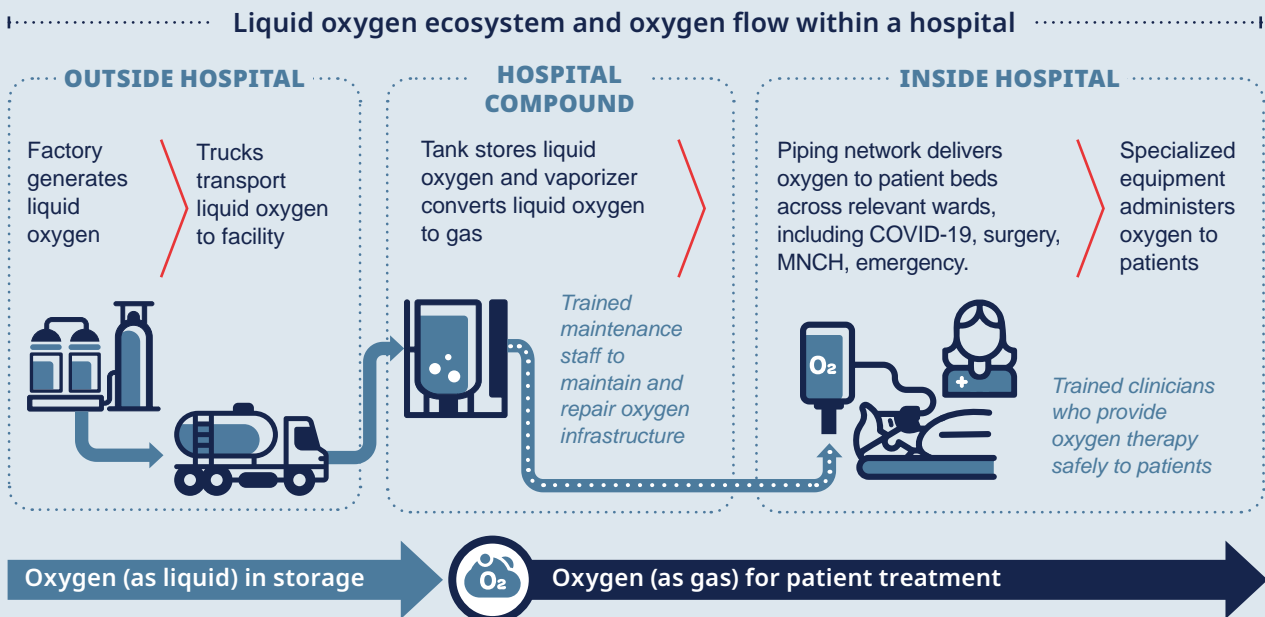 Liquid oxygen ecosystem and oxygen flow within a hospital
OUTSIDE HOSPITAL
Factory
generates
liquid
oxygen
Trucks
transport
liquid oxygen
to facility
HOSPITAL
COMPOUND
Tank stores liquid
oxygen and vaporizer
converts liquid oxygen
to gas
Trained
maintenance
staff to
maintain and
repair oxygen
infrastructure
INSIDE HOSPITAL
Piping network delivers
oxygen to patient beds
across relevant wards,
including COVID-19, surgery,
MNCH, emergency.
Specialized
equipment
administers
oxygen to
patients
O₂
Trained clinicians
who provide
oxygen therapy
safely to patients
Oxygen (as liquid) in storage
O₂
Oxygen (as gas) for patient treatment